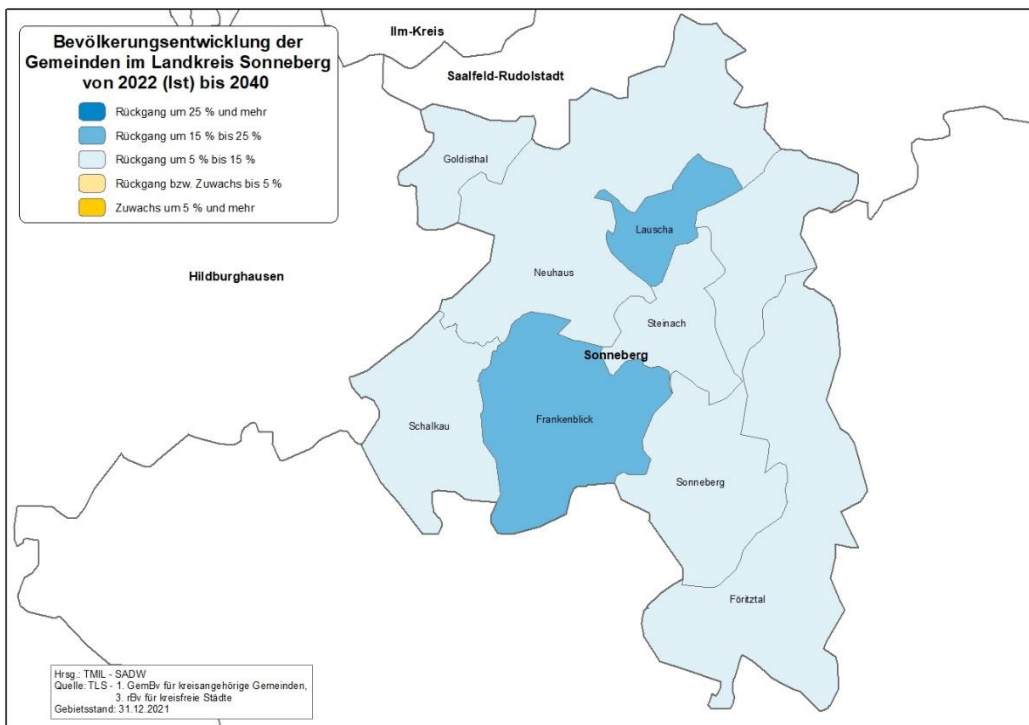 Bevölkerungsentwicklung der
Gemeinden im Landkreis Sonneberg
von 2022 (Ist) bis 2040
Rückgang um 25 % und mehr
Rückgang um 15 % bis 25 %
Rückgang um 5 % bis 15 %
Rückgang bzw. Zuwachs bis 5 %
Zuwachs um 5 % und mehr
Ilm-Kreis
Saalfeld-Rudolstadt
Goldisthal
Lauscha
Hildburghausen
Neuhaus
Steinach
Sonneberg
Schalkau
Frankenblick
Sonneberg
Föritztal
Hrsg.: TMIL - SADW
Quelle: TLS - 1. GemBv für kreisangehörige Gemeinden,
3. rBv für kreisfreie Städte
Gebietsstand: 31.12.2021